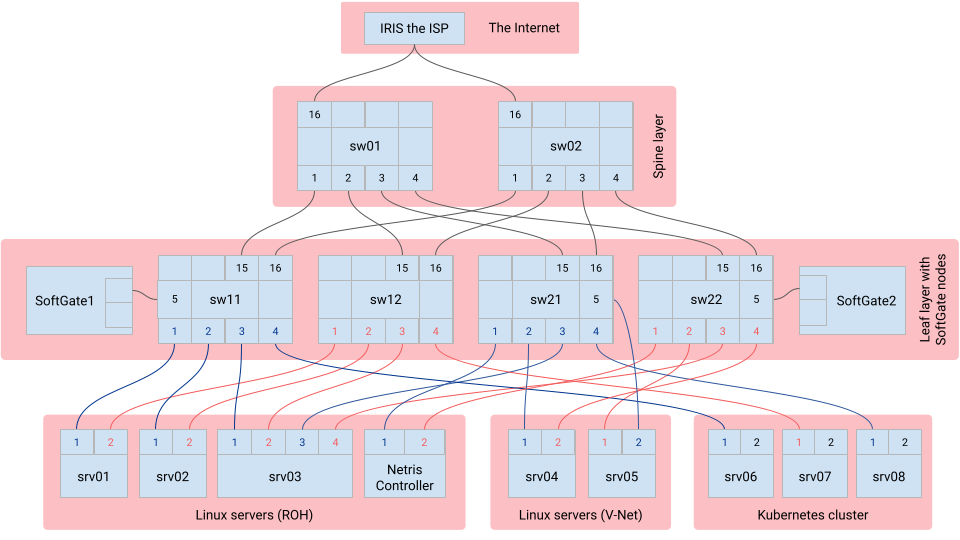 IRIS the ISP
The Internet
16
16
sw01
sw02
Spine layer
1 2 3 4
1 2 3 4
15 16
15 16
15 16
15 16
SoftGate1
5
sw11
sw12
sw21
5
sw22
5
SoftGate2
Leaf layer with
SoftGate nodes
1 2 3 4
1 2 3 4
1 2 3 4
1 2 3 4
1 2
1 2
1 2 3 4
1 2
1 2
1 2
1 2
1 2
1 2
srv01
srv02
srv03
Netris
Controller
srv04
srv05
srv06
srv07
srv08
Linux servers (ROH)
Linux servers (V-Net)
Kubernetes cluster